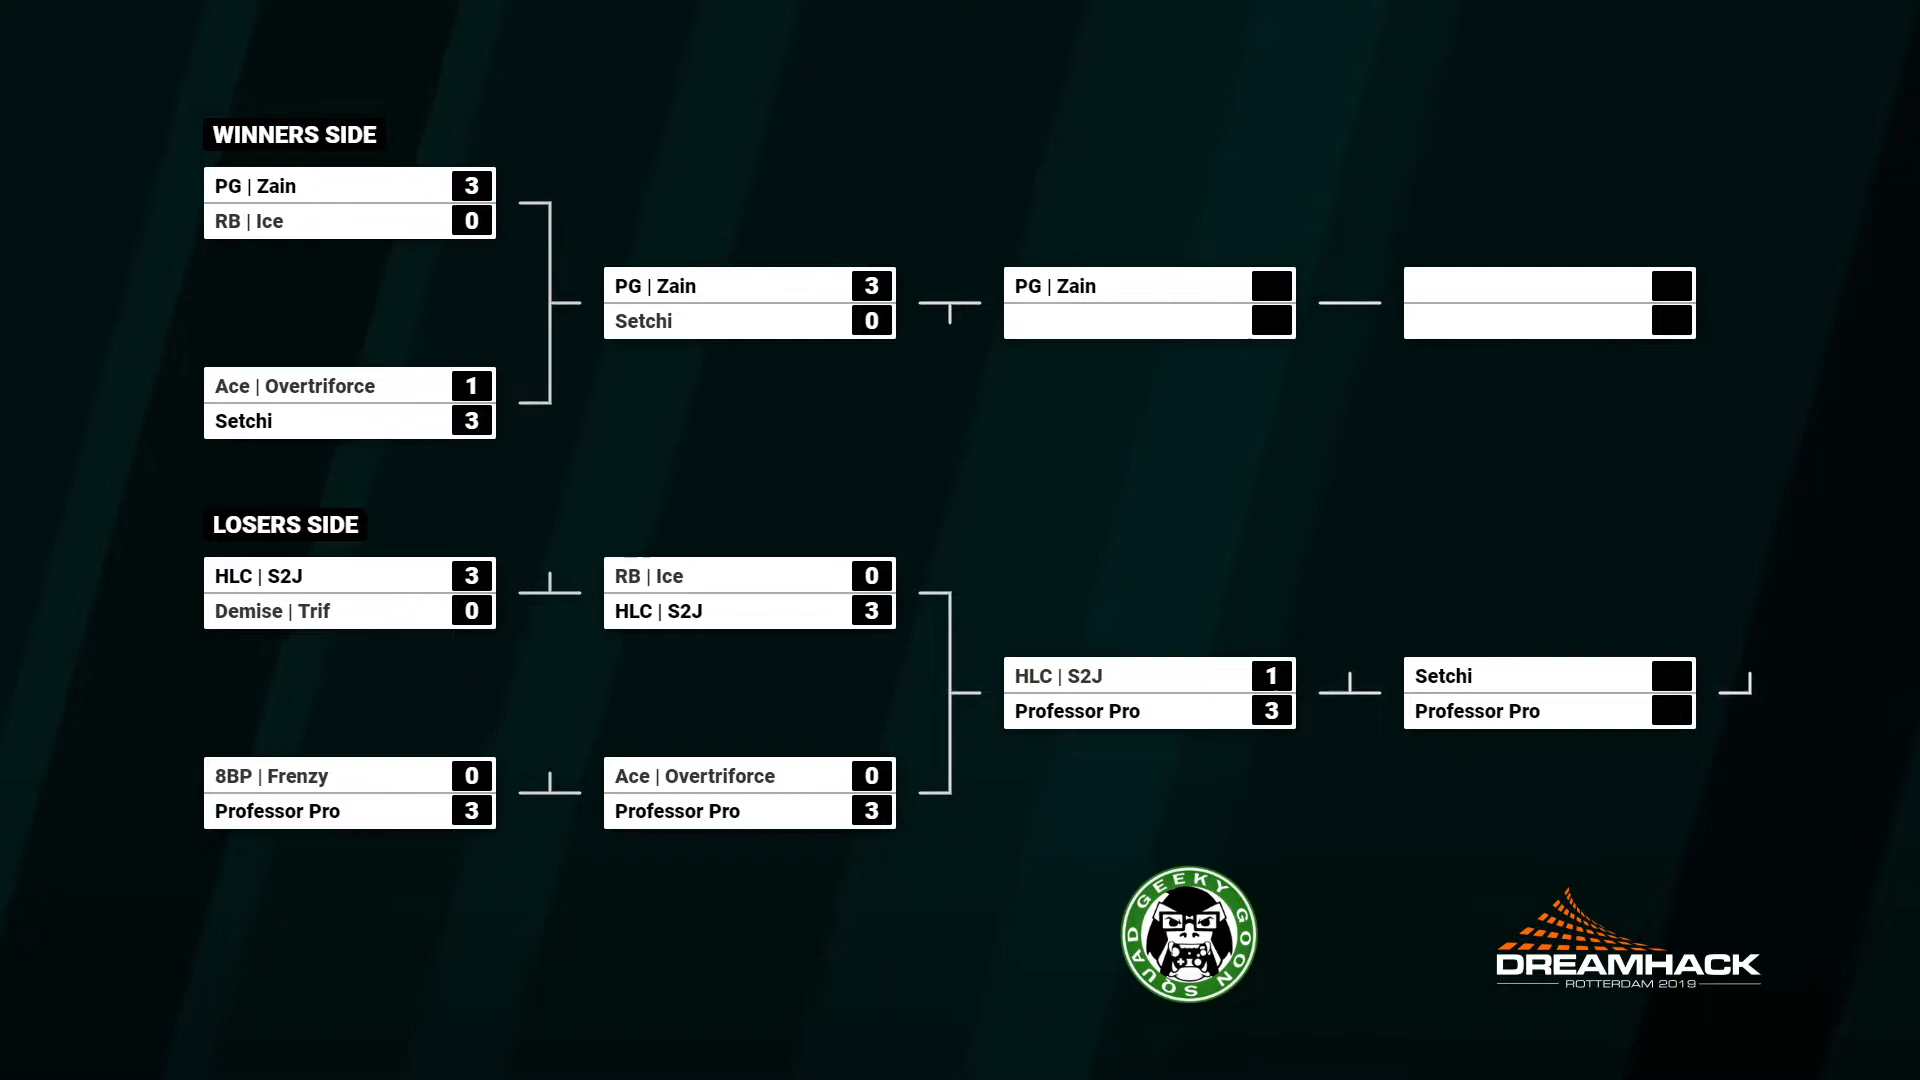 WINNERS SIDE
PG | Zain 3
RB | Ice 0
PG | Zain 3
Setchi 0
PG | Zain
Ace | Overtriforce 1
Setchi 3
LOSERS SIDE
HLC | S2J 3
Demise | Trif 0
RB | Ice 0
HLC | S2J 3
HLC | S2J 1
Professor Pro 3
Setchi
Professor Pro
8BP | Frenzy 0
Professor Pro 3
Ace | Overtriforce 0
Professor Pro 3
GEEKY GOON SQUAD
DREAMHACK
ROTTERDAM 2019